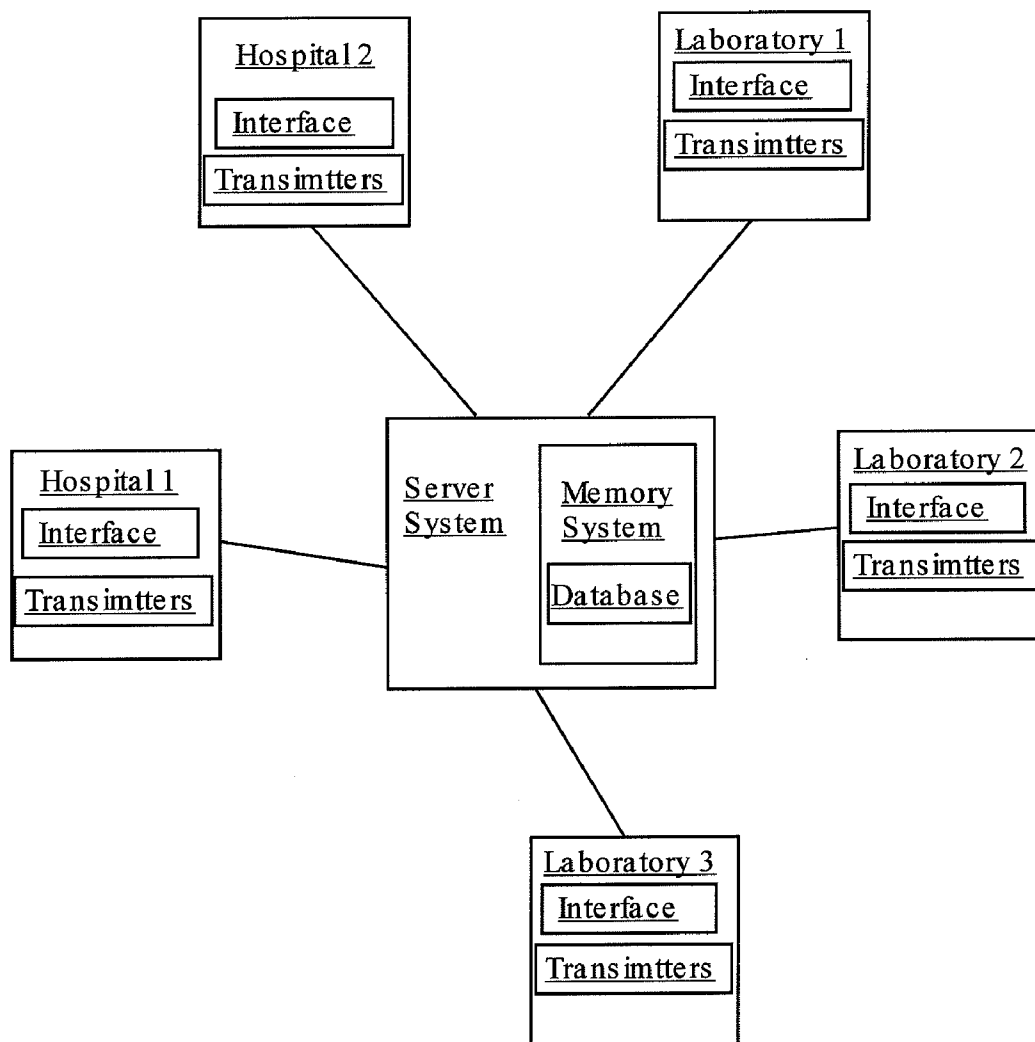 Hospital 2
Interface
Transimtters
Laboratory 1
Interface
Transimtters
Hospital 1
Interface
Transimtters
Server
System
Memory
System
Database
Laboratory 2
Interface
Transimtters
Laboratory 3
Interface
Transimtters